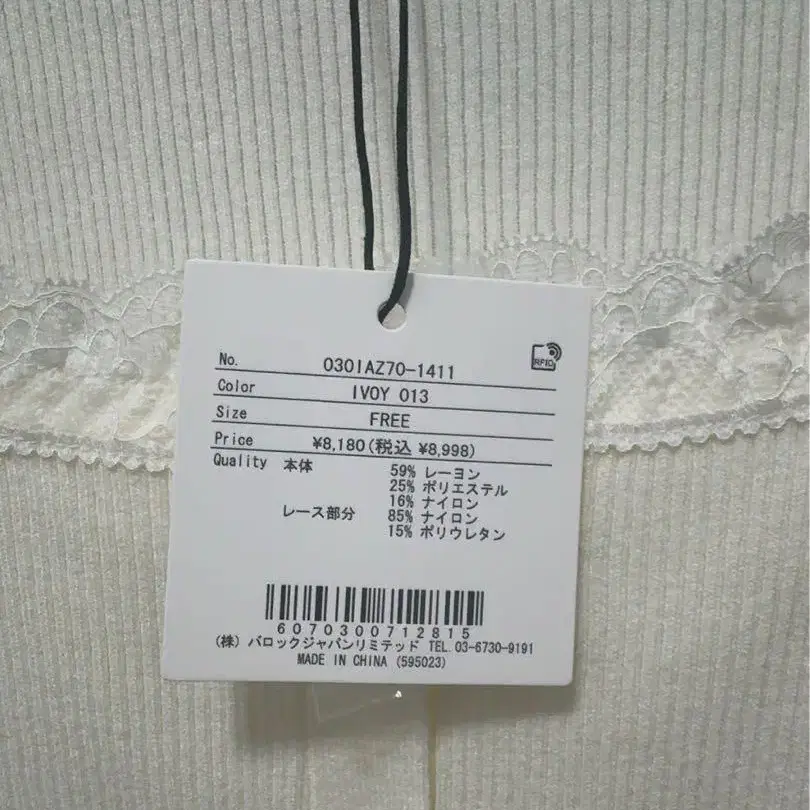 RFID
No. 030IAZ70-1411
Color IVOY 013
Size FREE
Price ¥8,180(税込 ¥8,998)
Quality 本体 59% レーヨン
25% ポリエステル
16% ナイロン
レース部分 85% ナイロン
15% ポリウレタン
6070300712815
(株) バロックジャパンリミテッド TEL.03-6730-9191
MADE IN CHINA (595023)